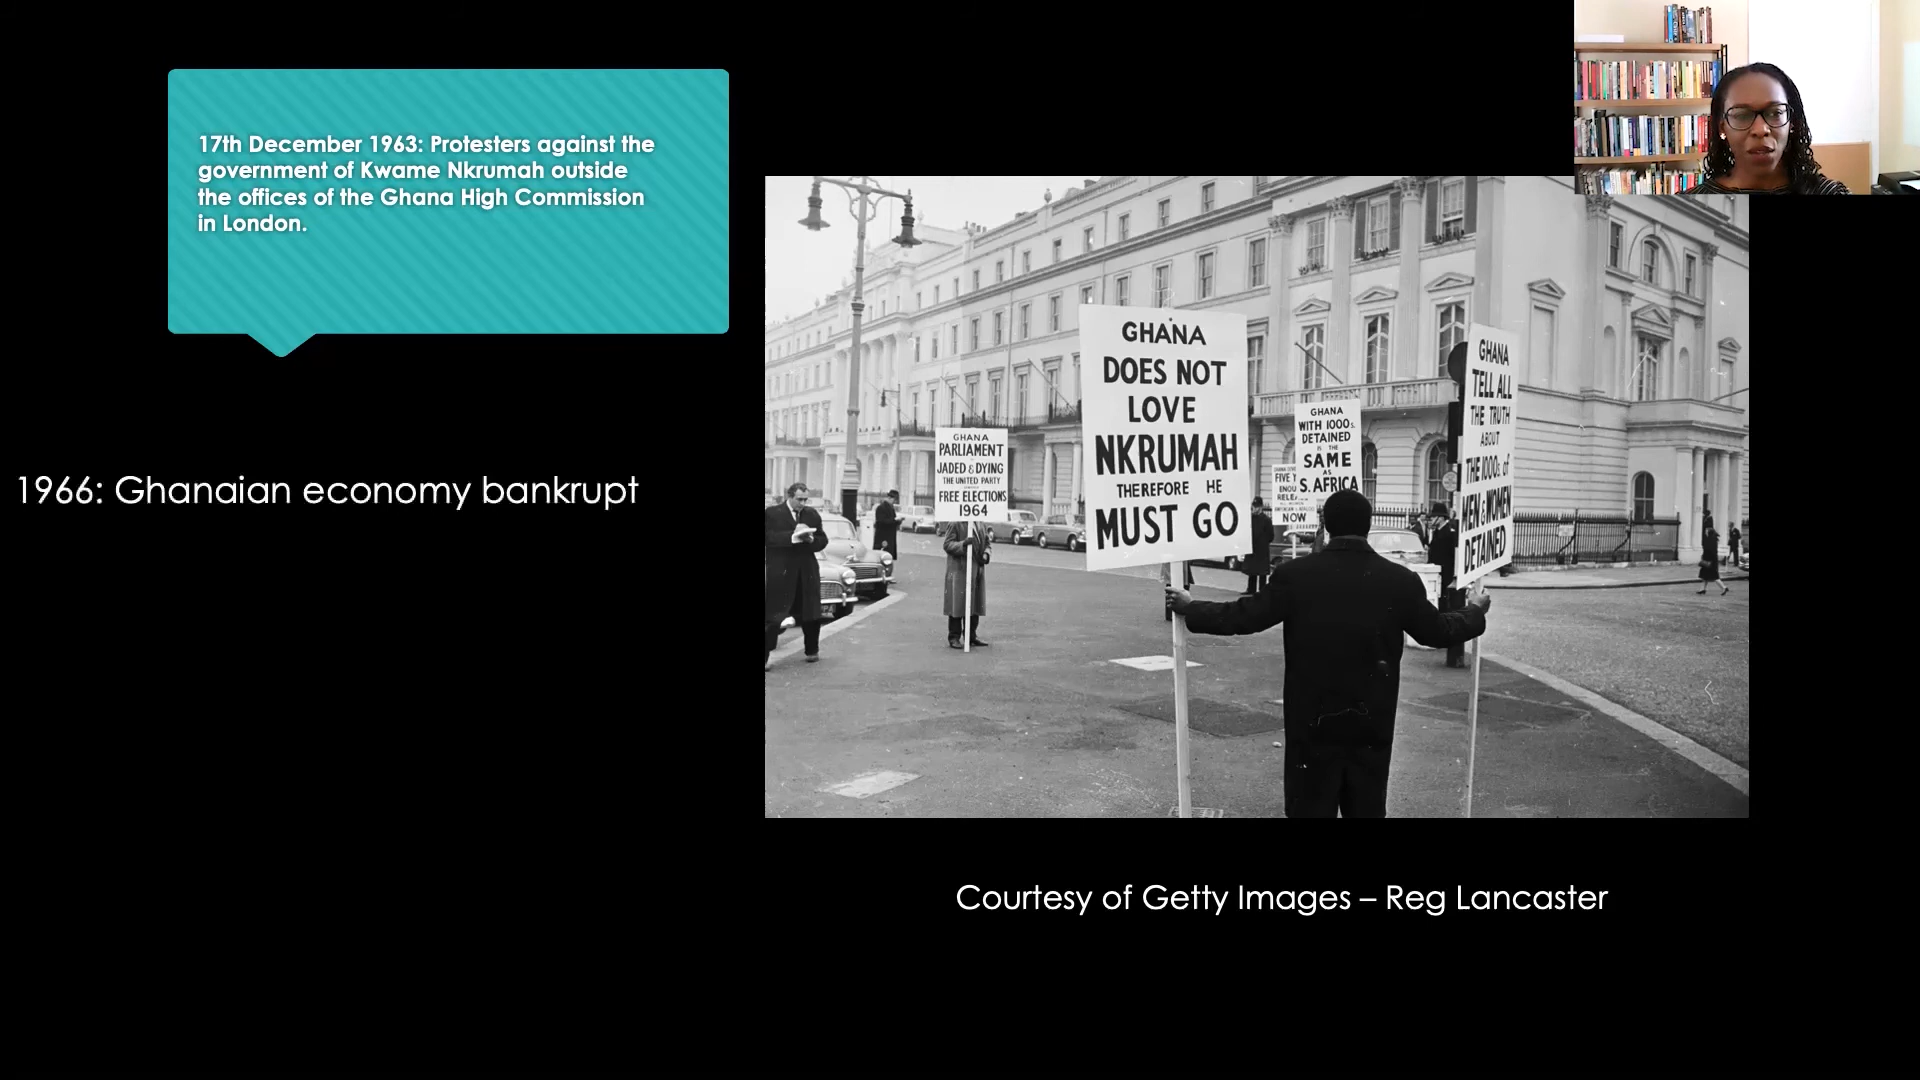 17th December 1963: Protesters against the
government of Kwame Nkrumah outside
the offices of the Ghana High Commission
in London.
1966: Ghanaian economy bankrupt
GHANA
PARLIAMENT
JADED & DYING
THE UNITED PARTY
FREE ELECTIONS
1964
GHANA
DOES NOT
LOVE
NKRUMAH
THEREFORE HE
MUST GO
GHANA
WITH 1000s
DETAINED
IS THE
SAME
AS
S. AFRICA
FIVE
NOW
GHANA
TELL ALL
THE TRUTH
ABOUT
THE 1000s of
MEN & WOMEN
DETAINED
Courtesy of Getty Images – Reg Lancaster